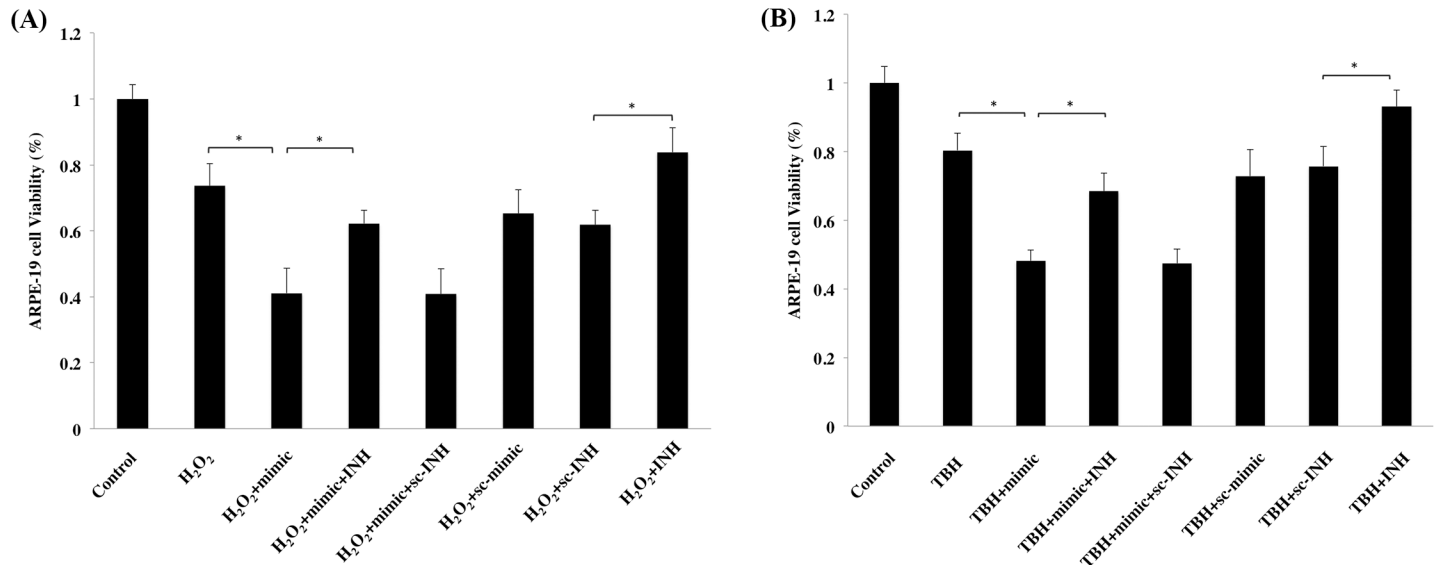 (A)
1.2
1
0.8
0.6
0.4
0.2
0
ARPE-19 cell Viability (%)
*
*
*
Control
H₂O₂
H₂O₂+mimic
H₂O₂+mimic+INH
H₂O₂+mimic+sc-INH
H₂O₂+sc-mimic
H₂O₂+sc-INH
H₂O₂+INH
(B)
1.2
1
0.8
0.6
0.4
0.2
0
ARPE-19 cell Viability (%)
*
*
*
Control
TBH
TBH+mimic
TBH+mimic+INH
TBH+mimic+sc-INH
TBH+sc-mimic
TBH+sc-INH
TBH+INH